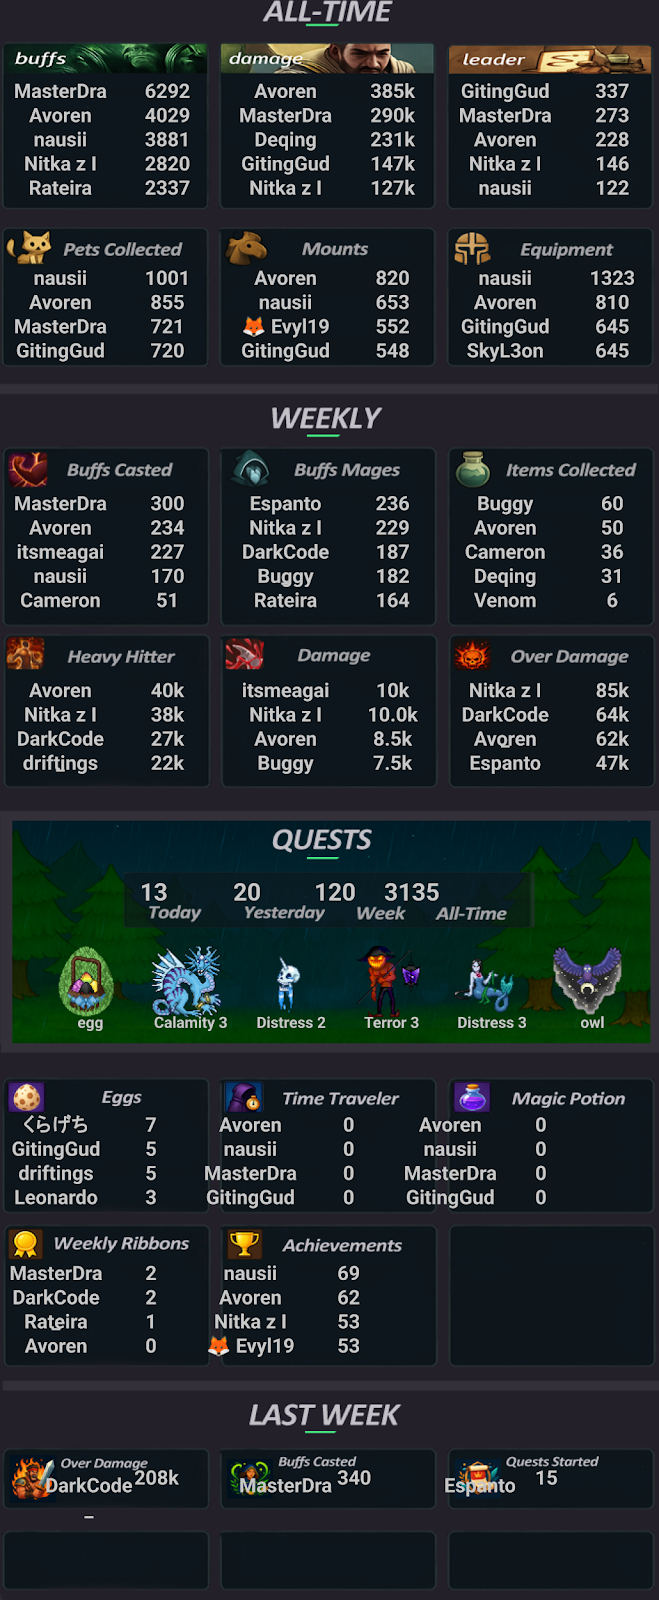 ALL-TIME
buffs
MasterDra 6292
Avoren 4029
nausii 3881
Nitka z I 2820
Rateira 2337
damage
Avoren 385k
MasterDra 290k
Deqing 231k
GitingGud 147k
Nitka z I 127k
leader
GitingGud 337
MasterDra 273
Avoren 228
Nitka z I 146
nausii 122
Pets Collected
nausii 1001
Avoren 855
MasterDra 721
GitingGud 720
Mounts
Avoren 820
nausii 653
🦊 Evyl19 552
GitingGud 548
Equipment
nausii 1323
Avoren 810
GitingGud 645
SkyL3on 645
WEEKLY
Buffs Casted
MasterDra 300
Avoren 234
itsmeagai 227
nausii 170
Cameron 51
Buffs Mages
Espanto 236
Nitka z I 229
DarkCode 187
Buggy 182
Rateira 164
Items Collected
Buggy 60
Avoren 50
Cameron 36
Deqing 31
Venom 6
Heavy Hitter
Avoren 40k
Nitka z I 38k
DarkCode 27k
driftings 22k
Damage
itsmeagai 10k
Nitka z I 10.0k
Avoren 8.5k
Buggy 7.5k
Over Damage
Nitka z I 85k
DarkCode 64k
Avoren 62k
Espanto 47k
QUESTS
13 20 120 3135
Today Yesterday Week All-Time
egg Calamity 3 Distress 2 Terror 3 Distress 3 owl
Eggs
くらげち 7
GitingGud 5
driftings 5
Leonardo 3
Time Traveler
Avoren 0
nausii 0
MasterDra 0
GitingGud 0
Magic Potion
Avoren 0
nausii 0
MasterDra 0
GitingGud 0
Weekly Ribbons
MasterDra 2
DarkCode 2
Rateira 1
Avoren 0
Achievements
nausii 69
Avoren 62
Nitka z I 53
🦊 Evyl19 53
LAST WEEK
Over Damage
DarkCode 208k
Buffs Casted
MasterDra 340
Quests Started
Espanto 15
–